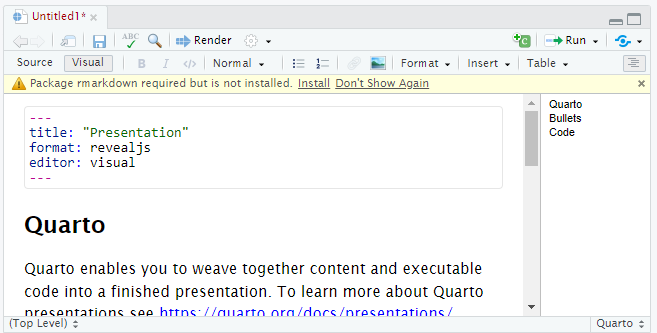 Untitled1*
ABC
Render
Run
Source Visual B I </> Normal Format Insert Table
Package rmarkdown required but is not installed. Install Don't Show Again
---
title: "Presentation"
format: revealjs
editor: visual
---
Quarto
Quarto enables you to weave together content and executable
code into a finished presentation. To learn more about Quarto
presentations see https://quarto.org/docs/presentations/.
Quarto
Bullets
Code
(Top Level) Quarto